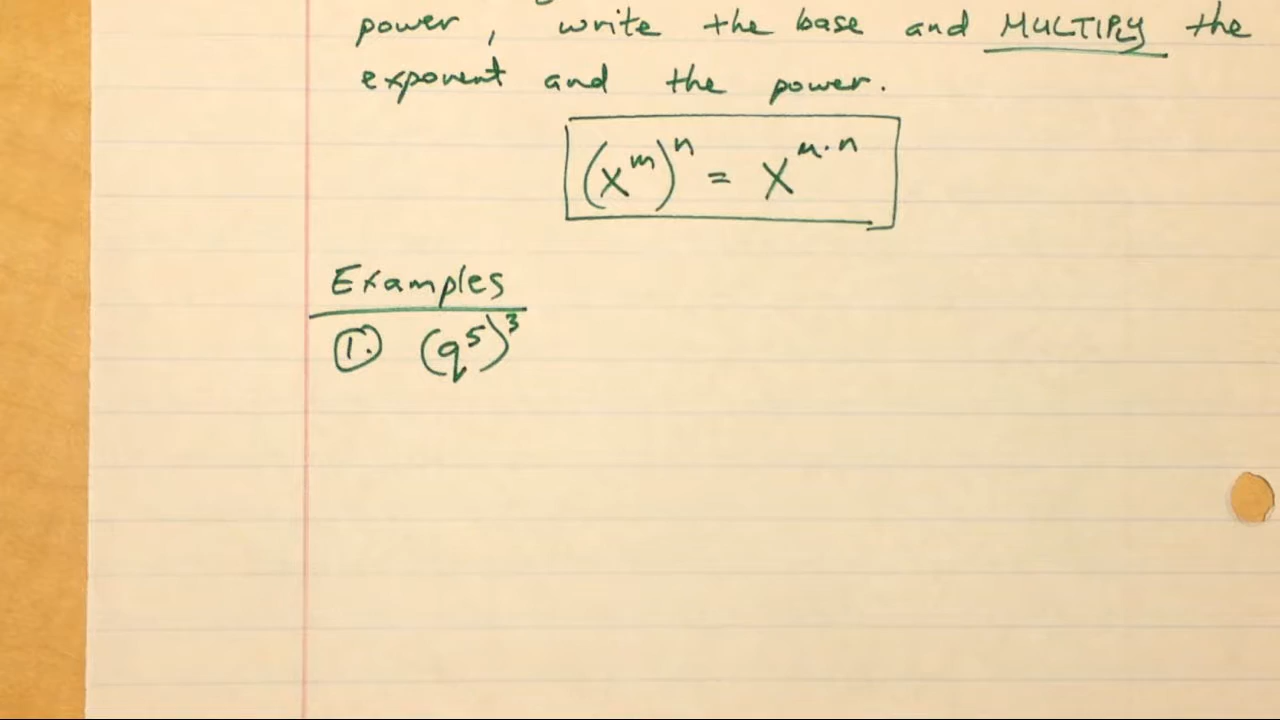 power, write the base and MULTIPLY the
exponent and the power.
(x^m)^n = x^(m·n)
Examples
1. (q^5)^3